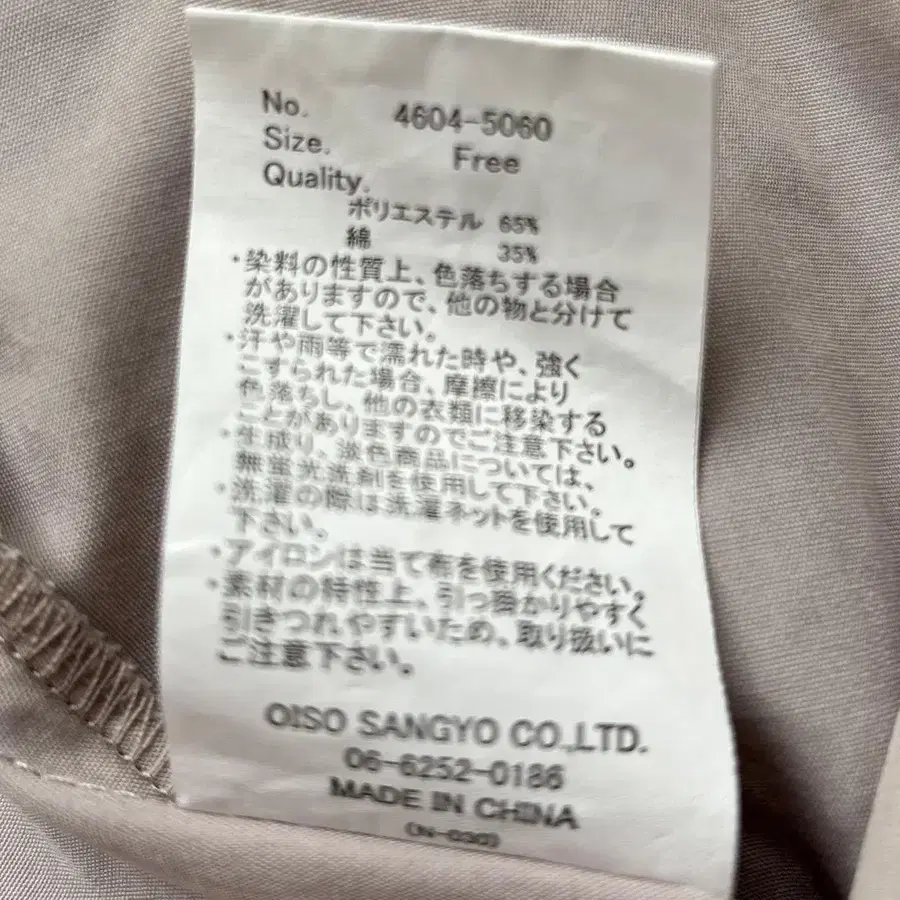 No. 4604-5060
Size. Free
Quality.
ポリエステル 65%
綿 35%
・染料の性質上、色落ちする場合
がありますので、他の物と分けて
洗濯して下さい。
・汗や雨等で濡れた時や、強く
こすられた場合、摩擦により
色落ちし、他の衣類に移染する
ことがありますのでご注意下さい。
・生成り、淡色商品については、
無蛍光洗剤を使用して下さい。
・洗濯の際は洗濯ネットを使用して
下さい。
・アイロンは当て布を使用ください。
・素材の特性上、引っ掛かりやすく
引きつれやすいため、取り扱いに
ご注意下さい。
OISO SANGYO CO.,LTD.
06-6252-0186
MADE IN CHINA
(N-030)